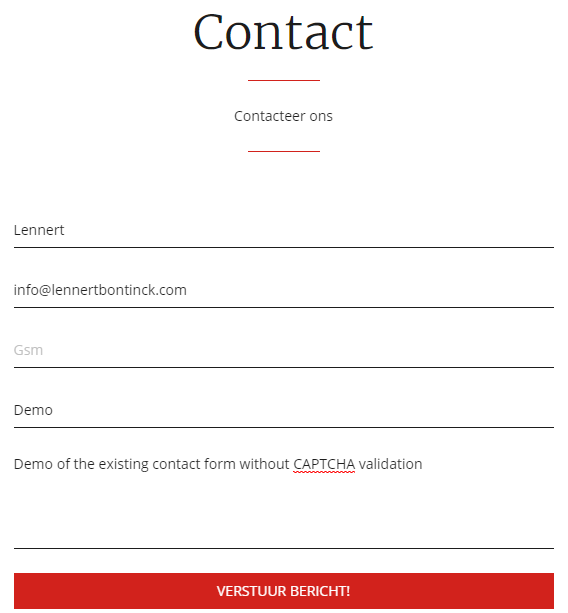 Contact
Contacteer ons
Lennert
info@lennertbontinck.com
Gsm
Demo
Demo of the existing contact form without CAPTCHA validation
VERSTUUR BERICHT!